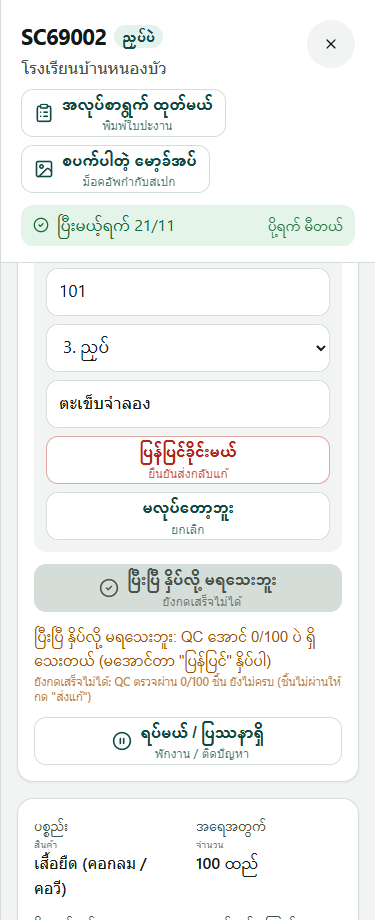 SC69002 ညှပ်ပဲ
โรงเรียนบ้านหนองบัว
အလုပ်စာရွက် ထုတ်မယ်
พิมพ์ใบปะงาน
စပက်ပါတဲ့ မော့ခ်အပ်
ม็อคอัพกำกับสเปก
ပြီးမယ့်ရက် 21/11
ပို့ရက် မီတယ်
101
3. ညှပ်
ตะเข็บจำลอง
ပြန်ပြင်ခိုင်းမယ်
ยืนยันส่งกลับแก้
မလုပ်တော့ဘူး
ยกเลิก
ပြီးပြီ နှိပ်လို့ မရသေးဘူး
ยังกดเสร็จไม่ได้
ပြီးပြီ နှိပ်လို့ မရသေးဘူး: QC အောင် 0/100 ပဲ ရှိ
သေးတယ် (မအောင်တာ "ပြန်ပြင်" နှိပ်ပါ)
ยังกดเสร็จไม่ได้: QC ตรวจผ่าน 0/100 ชิ้น ยังไม่ครบ (ชิ้นไม่ผ่านให้
กด "ส่งแก้")
ရပ်မယ် / ပြဿနာရှိ
พักงาน / ติดปัญหา
ပစ္စည်း
အရေအတွက်
สินค้า
จำนวน
เสื้อยืด (คอกลม /
คอวี)
100 ထည်